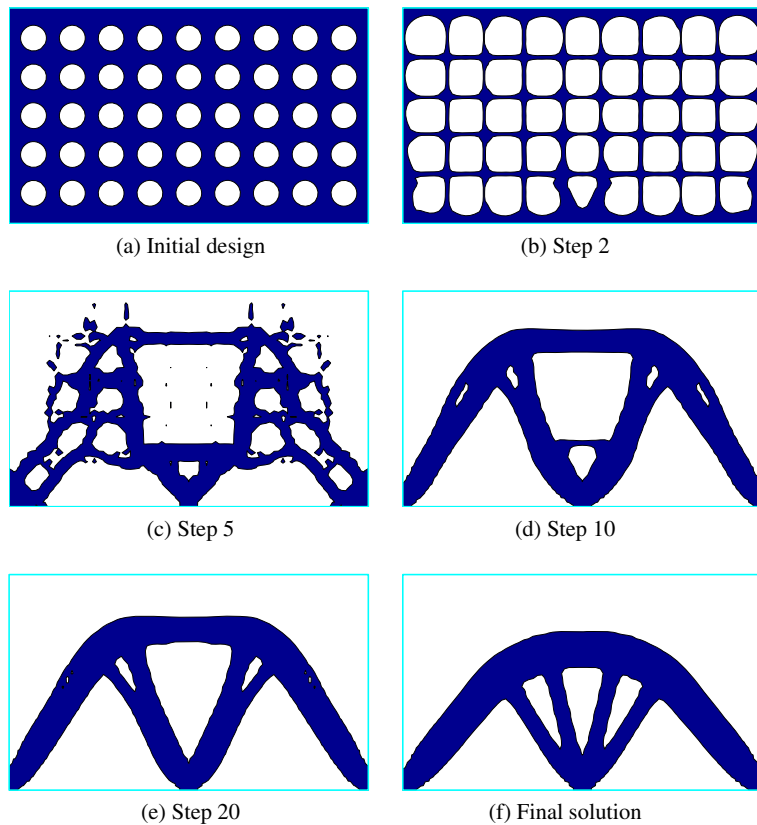 (a) Initial design
(b) Step 2
(c) Step 5
(d) Step 10
(e) Step 20
(f) Final solution